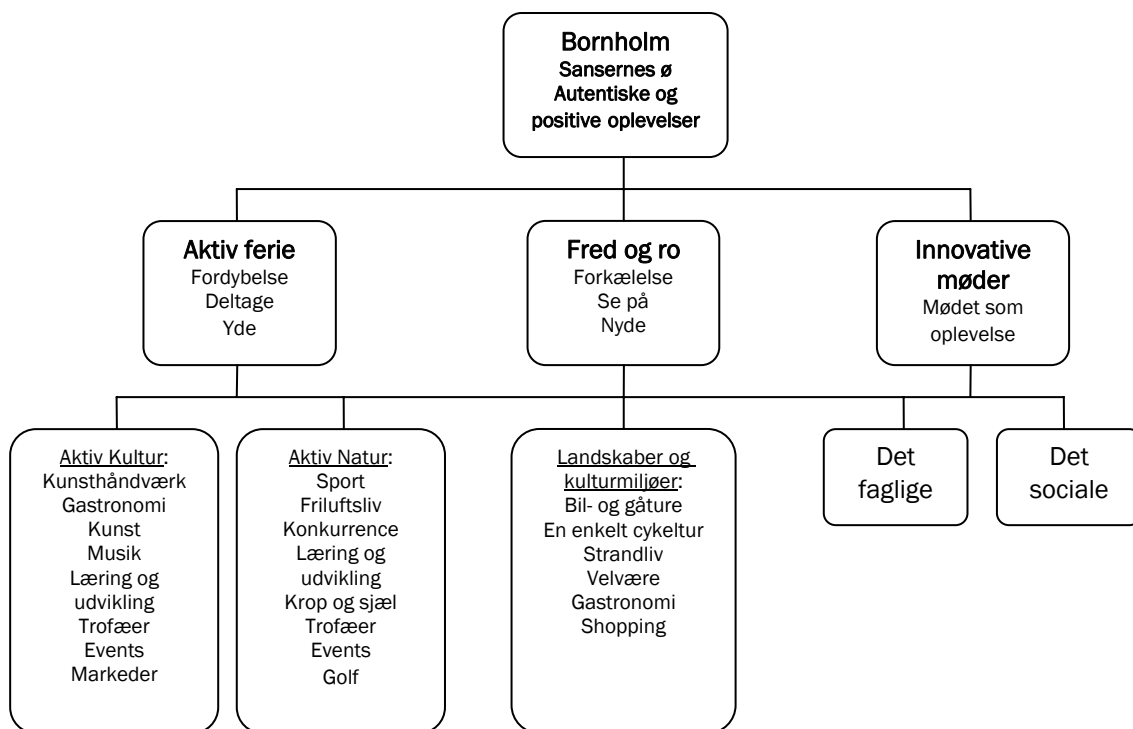 Bornholm
Sansernes ø
Autentiske og
positive oplevelser
Aktiv ferie
Fordybelse
Deltage
Yde
Fred og ro
Forkælelse
Se på
Nyde
Innovative
møder
Mødet som
oplevelse
Aktiv Kultur:
Kunsthåndværk
Gastronomi
Kunst
Musik
Læring og
udvikling
Trofæer
Events
Markeder
Aktiv Natur:
Sport
Friluftsliv
Konkurrence
Læring og
udvikling
Krop og sjæl
Trofæer
Events
Golf
Landskaber og
kulturmiljøer:
Bil- og gåture
En enkelt cykeltur
Strandliv
Velvære
Gastronomi
Shopping
Det
faglige
Det
sociale